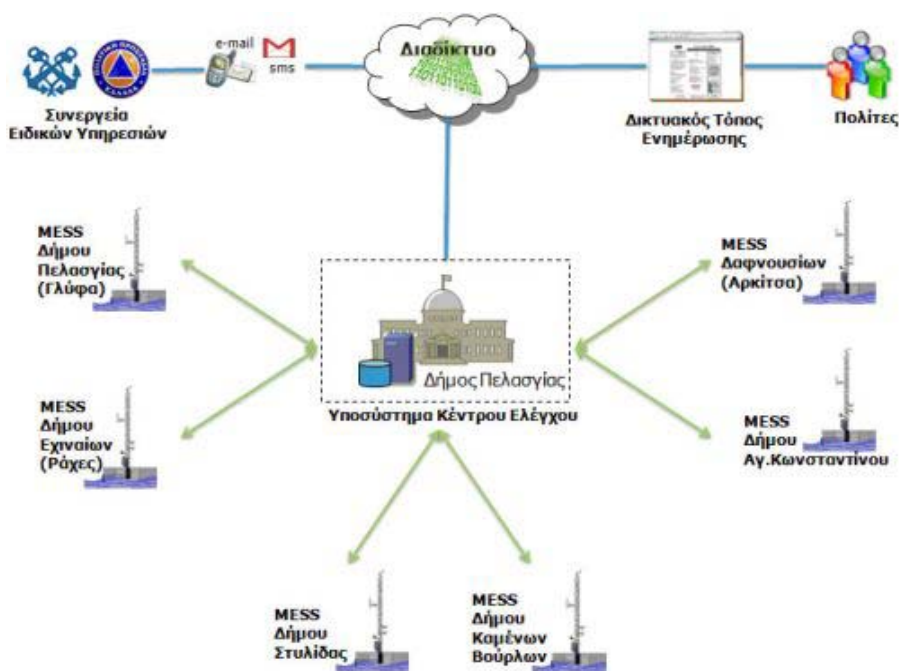 e-mail
sms
Διαδίκτυο
Συνεργεία
Ειδικών Υπηρεσιών
Δικτυακός Τόπος
Ενημέρωσης
Πολίτες
MESS
Δήμου
Πελασγίας
(Γλύφα)
MESS
Δαφνουσίων
(Αρκίτσα)
Δήμος Πελασγίας
Υποσύστημα Κέντρου Ελέγχου
MESS
Δήμου
Εχιναίων
(Ράχες)
MESS
Δήμου
Αγ.Κωνσταντίνου
MESS
Δήμου
Στυλίδας
MESS
Δήμου
Καμένων
Βούρλων